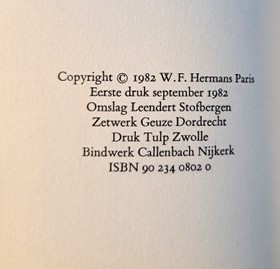 Copyright © 1982 W.F. Hermans Paris
Eerste druk september 1982
Omslag Leendert Stofbergen
Zetwerk Geuze Dordrecht
Druk Tulp Zwolle
Bindwerk Callenbach Nijkerk
ISBN 90 234 0802 0